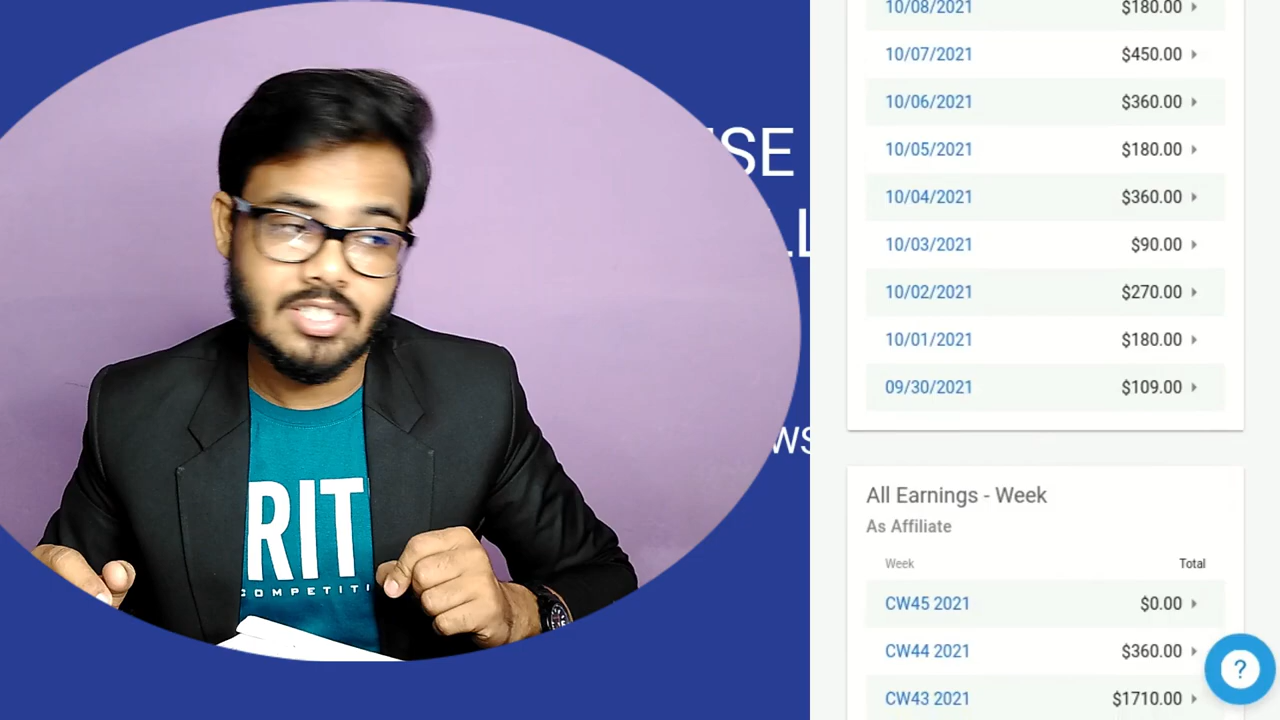 SE
RIT
COMPETITI
10/08/2021 $180.00
10/07/2021 $450.00
10/06/2021 $360.00
10/05/2021 $180.00
10/04/2021 $360.00
10/03/2021 $90.00
10/02/2021 $270.00
10/01/2021 $180.00
09/30/2021 $109.00
All Earnings - Week
As Affiliate
Week Total
CW45 2021 $0.00
CW44 2021 $360.00
CW43 2021 $1710.00
?